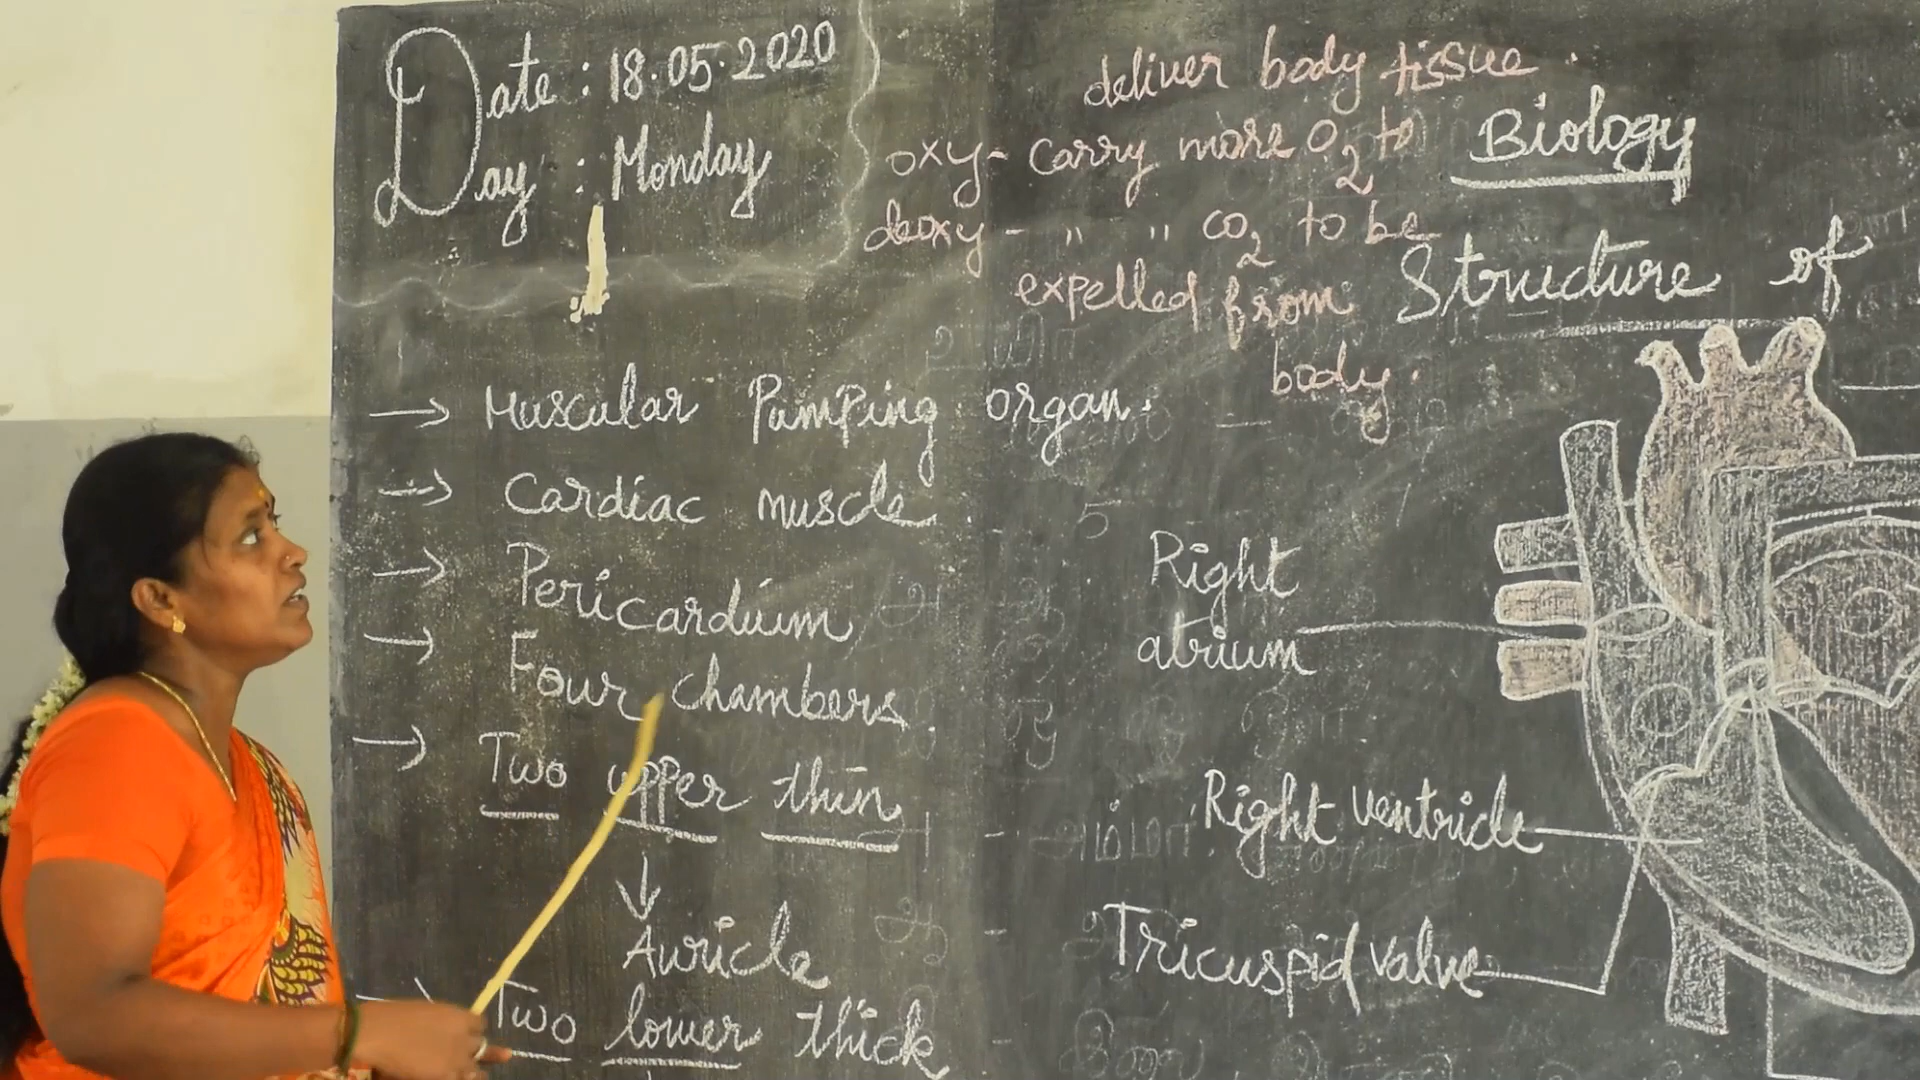 Date : 18.05.2020
Day : Monday
deliver body tissue.
oxy - carry more O2 to
deoxy - " " CO2 to be
expelled from
body.
Biology
Structure of
→ Muscular Pumping organ.
→ Cardiac muscle
→ Pericardium
→ Four chambers
→ Two upper thin
↓
Auricle
→ Two lower thick
Right
atrium
Right Ventricle
Tricuspid Valve